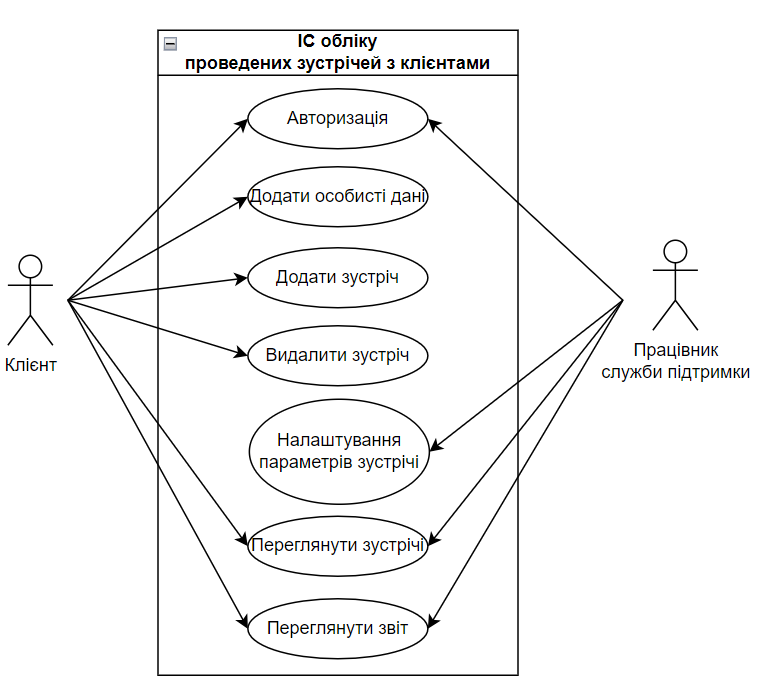 ІС обліку
проведених зустрічей з клієнтами
Авторизація
Додати особисті дані
Додати зустріч
Видалити зустріч
Налаштування
параметрів зустрічі
Переглянути зустрічі
Переглянути звіт
Клієнт
Працівник
служби підтримки